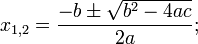 x_{1,2} = \frac{-b \pm \sqrt{b^2 - 4ac}}{2a};